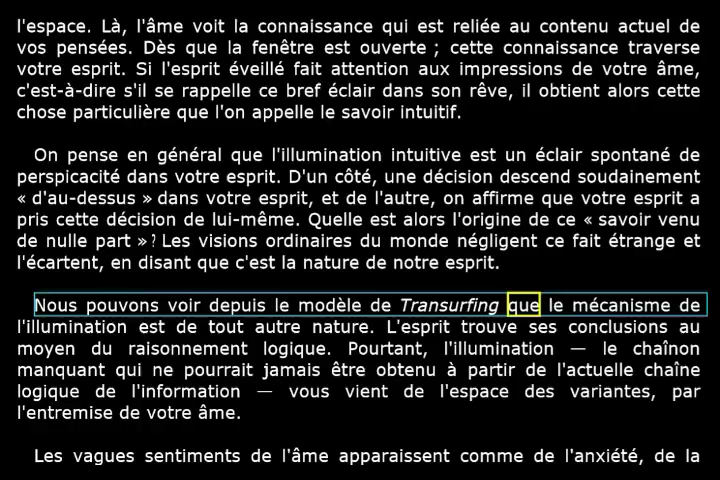 l'espace. Là, l'âme voit la connaissance qui est reliée au contenu actuel de
vos pensées. Dès que la fenêtre est ouverte ; cette connaissance traverse
votre esprit. Si l'esprit éveillé fait attention aux impressions de votre âme,
c'est-à-dire s'il se rappelle ce bref éclair dans son rêve, il obtient alors cette
chose particulière que l'on appelle le savoir intuitif.
On pense en général que l'illumination intuitive est un éclair spontané de
perspicacité dans votre esprit. D'un côté, une décision descend soudainement
« d'au-dessus » dans votre esprit, et de l'autre, on affirme que votre esprit a
pris cette décision de lui-même. Quelle est alors l'origine de ce « savoir venu
de nulle part » ? Les visions ordinaires du monde négligent ce fait étrange et
l'écartent, en disant que c'est la nature de notre esprit.
Nous pouvons voir depuis le modèle de Transurfing que le mécanisme de
l'illumination est de tout autre nature. L'esprit trouve ses conclusions au
moyen du raisonnement logique. Pourtant, l'illumination — le chaînon
manquant qui ne pourrait jamais être obtenu à partir de l'actuelle chaîne
logique de l'information — vous vient de l'espace des variantes, par
l'entremise de votre âme.
Les vagues sentiments de l'âme apparaissent comme de l'anxiété, de la